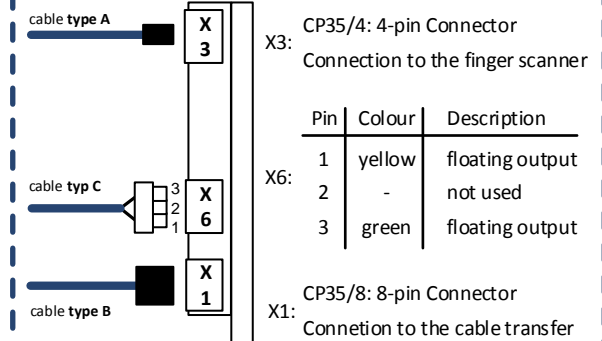 cable type A
X
3
X3:
CP35/4: 4-pin Connector
Connection to the finger scanner
cable typ C
3
2
1
X
6
X6:
Pin Colour Description
1 yellow floating output
2 - not used
3 green floating output
cable type B
X
1
X1:
CP35/8: 8-pin Connector
Connetion to the cable transfer